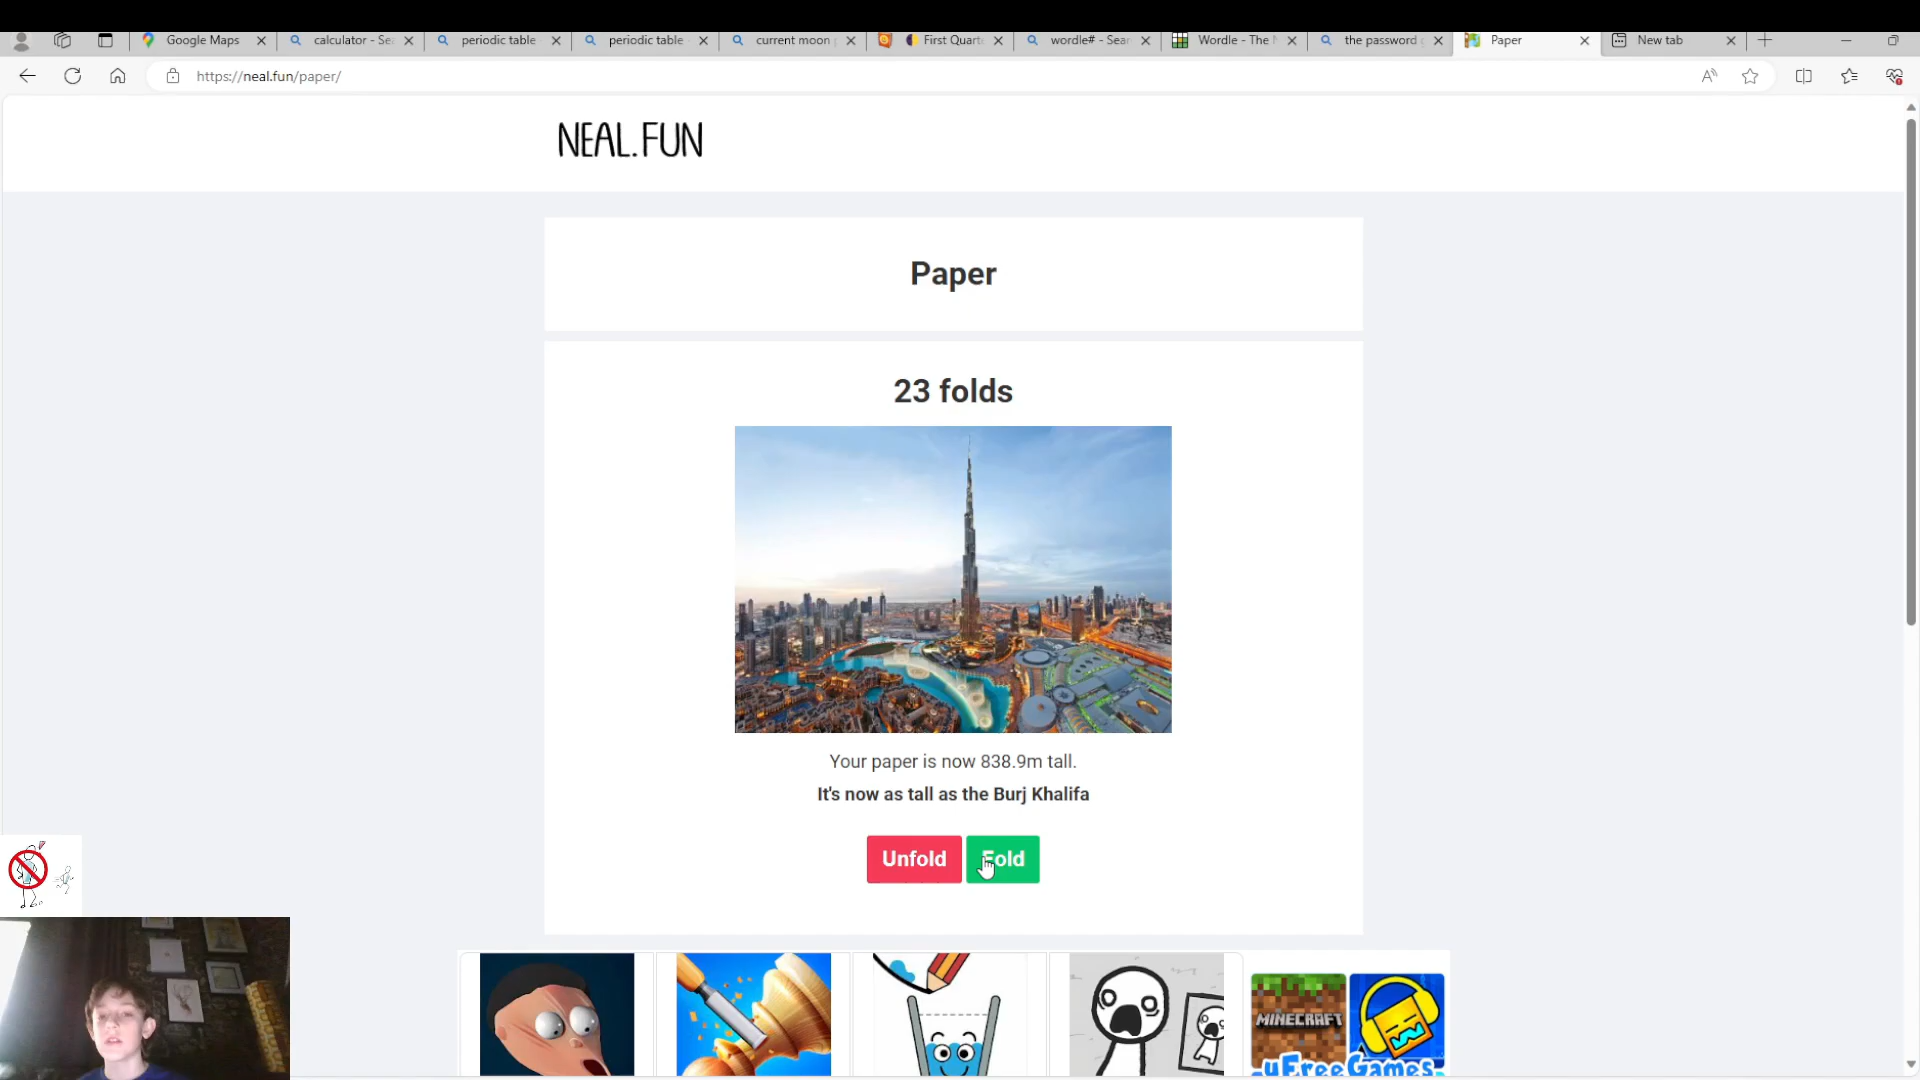 Google Maps
calculator - Sea
periodic table
periodic table -
current moon p
First Quarte
wordle# - Sear
Wordle - The N
the password g
Paper
New tab
https://neal.fun/paper/
NEAL.FUN
Paper
23 folds
Your paper is now 838.9m tall.
It's now as tall as the Burj Khalifa
Unfold
Fold
MINECRAFT
uFreeGames